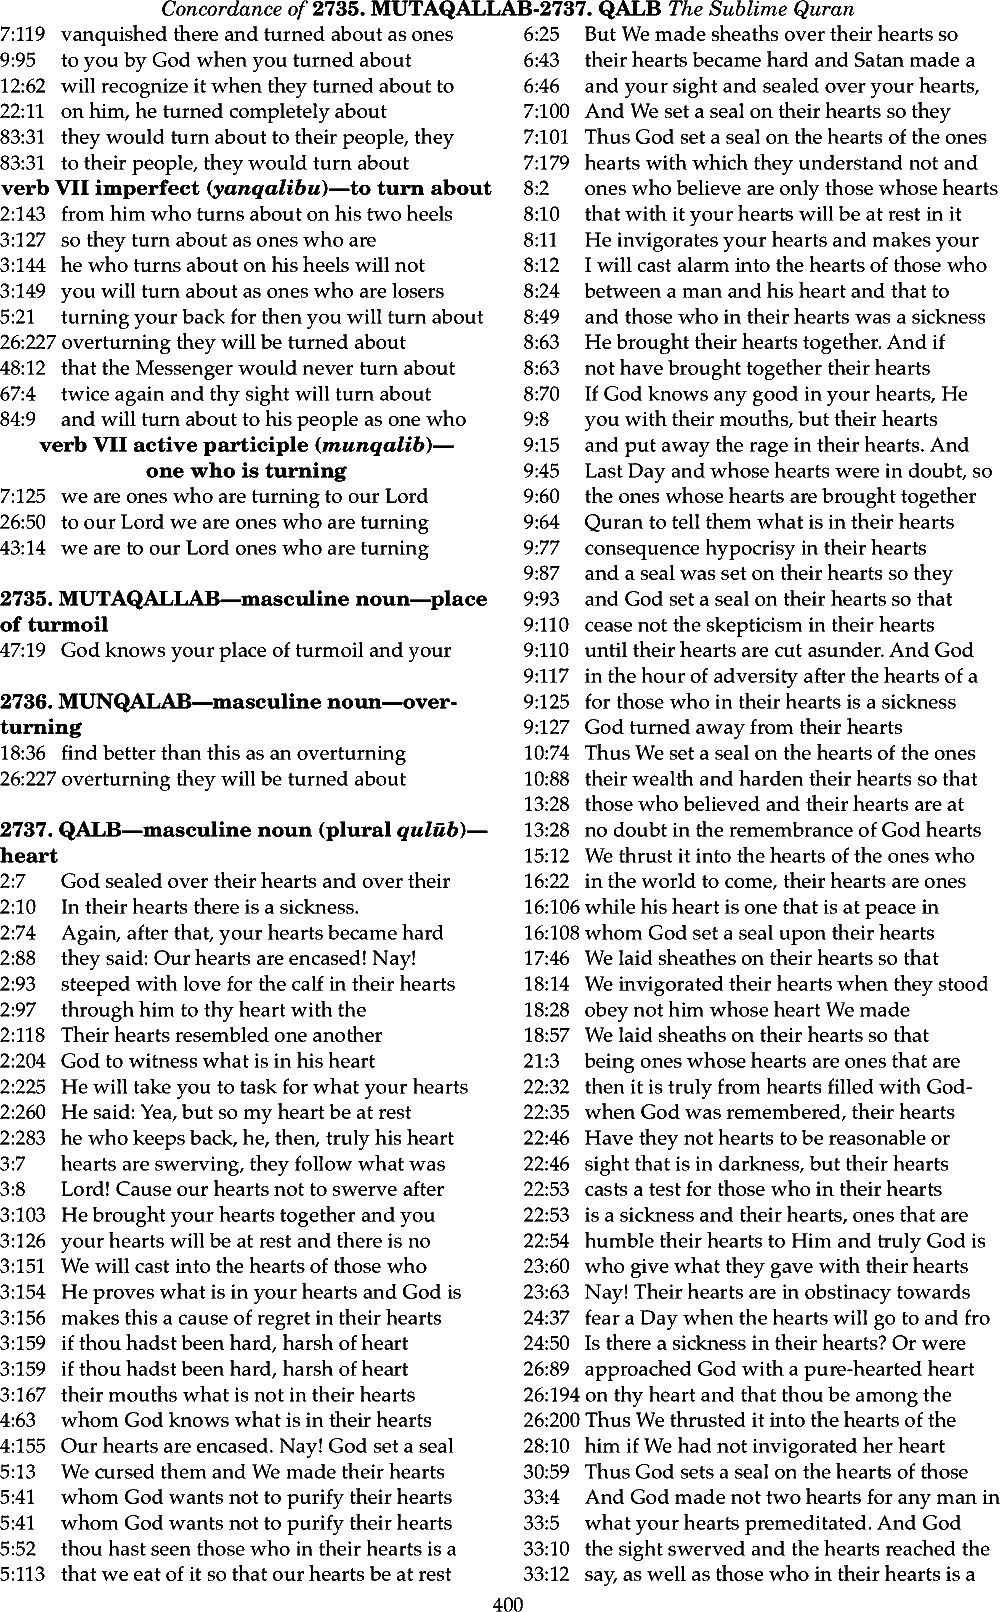 Concordance of 2735. MUTAQALLAB-2737. QALB The Sublime Quran
7:119 vanquished there and turned about as ones
9:95 to you by God when you turned about
12:62 will recognize it when they turned about to
22:11 on him, he turned completely about
83:31 they would turn about to their people, they
83:31 to their people, they would turn about
verb VII imperfect (yanqalibu)—to turn about
2:143 from him who turns about on his two heels
3:127 so they turn about as ones who are
3:144 he who turns about on his heels will not
3:149 you will turn about as ones who are losers
5:21 turning your back for then you will turn about
26:227 overturning they will be turned about
48:12 that the Messenger would never turn about
67:4 twice again and thy sight will turn about
84:9 and will turn about to his people as one who
verb VII active participle (munqalib)—
one who is turning
7:125 we are ones who are turning to our Lord
26:50 to our Lord we are ones who are turning
43:14 we are to our Lord ones who are turning
2735. MUTAQALLAB—masculine noun—place
of turmoil
47:19 God knows your place of turmoil and your
2736. MUNQALAB—masculine noun—over-
turning
18:36 find better than this as an overturning
26:227 overturning they will be turned about
2737. QALB—masculine noun (plural qulūb)—
heart
2:7 God sealed over their hearts and over their
2:10 In their hearts there is a sickness.
2:74 Again, after that, your hearts became hard
2:88 they said: Our hearts are encased! Nay!
2:93 steeped with love for the calf in their hearts
2:97 through him to thy heart with the
2:118 Their hearts resembled one another
2:204 God to witness what is in his heart
2:225 He will take you to task for what your hearts
2:260 He said: Yea, but so my heart be at rest
2:283 he who keeps back, he, then, truly his heart
3:7 hearts are swerving, they follow what was
3:8 Lord! Cause our hearts not to swerve after
3:103 He brought your hearts together and you
3:126 your hearts will be at rest and there is no
3:151 We will cast into the hearts of those who
3:154 He proves what is in your hearts and God is
3:156 makes this a cause of regret in their hearts
3:159 if thou hadst been hard, harsh of heart
3:159 if thou hadst been hard, harsh of heart
3:167 their mouths what is not in their hearts
4:63 whom God knows what is in their hearts
4:155 Our hearts are encased. Nay! God set a seal
5:13 We cursed them and We made their hearts
5:41 whom God wants not to purify their hearts
5:41 whom God wants not to purify their hearts
5:52 thou hast seen those who in their hearts is a
5:113 that we eat of it so that our hearts be at rest
6:25 But We made sheaths over their hearts so
6:43 their hearts became hard and Satan made a
6:46 and your sight and sealed over your hearts,
7:100 And We set a seal on their hearts so they
7:101 Thus God set a seal on the hearts of the ones
7:179 hearts with which they understand not and
8:2 ones who believe are only those whose hearts
8:10 that with it your hearts will be at rest in it
8:11 He invigorates your hearts and makes your
8:12 I will cast alarm into the hearts of those who
8:24 between a man and his heart and that to
8:49 and those who in their hearts was a sickness
8:63 He brought their hearts together. And if
8:63 not have brought together their hearts
8:70 If God knows any good in your hearts, He
9:8 you with their mouths, but their hearts
9:15 and put away the rage in their hearts. And
9:45 Last Day and whose hearts were in doubt, so
9:60 the ones whose hearts are brought together
9:64 Quran to tell them what is in their hearts
9:77 consequence hypocrisy in their hearts
9:87 and a seal was set on their hearts so they
9:93 and God set a seal on their hearts so that
9:110 cease not the skepticism in their hearts
9:110 until their hearts are cut asunder. And God
9:117 in the hour of adversity after the hearts of a
9:125 for those who in their hearts is a sickness
9:127 God turned away from their hearts
10:74 Thus We set a seal on the hearts of the ones
10:88 their wealth and harden their hearts so that
13:28 those who believed and their hearts are at
13:28 no doubt in the remembrance of God hearts
15:12 We thrust it into the hearts of the ones who
16:22 in the world to come, their hearts are ones
16:106 while his heart is one that is at peace in
16:108 whom God set a seal upon their hearts
17:46 We laid sheathes on their hearts so that
18:14 We invigorated their hearts when they stood
18:28 obey not him whose heart We made
18:57 We laid sheaths on their hearts so that
21:3 being ones whose hearts are ones that are
22:32 then it is truly from hearts filled with God-
22:35 when God was remembered, their hearts
22:46 Have they not hearts to be reasonable or
22:46 sight that is in darkness, but their hearts
22:53 casts a test for those who in their hearts
22:53 is a sickness and their hearts, ones that are
22:54 humble their hearts to Him and truly God is
23:60 who give what they gave with their hearts
23:63 Nay! Their hearts are in obstinacy towards
24:37 fear a Day when the hearts will go to and fro
24:50 Is there a sickness in their hearts? Or were
26:89 approached God with a pure-hearted heart
26:194 on thy heart and that thou be among the
26:200 Thus We thrusted it into the hearts of the
28:10 him if We had not invigorated her heart
30:59 Thus God sets a seal on the hearts of those
33:4 And God made not two hearts for any man in
33:5 what your hearts premeditated. And God
33:10 the sight swerved and the hearts reached the
33:12 say, as well as those who in their hearts is a
400